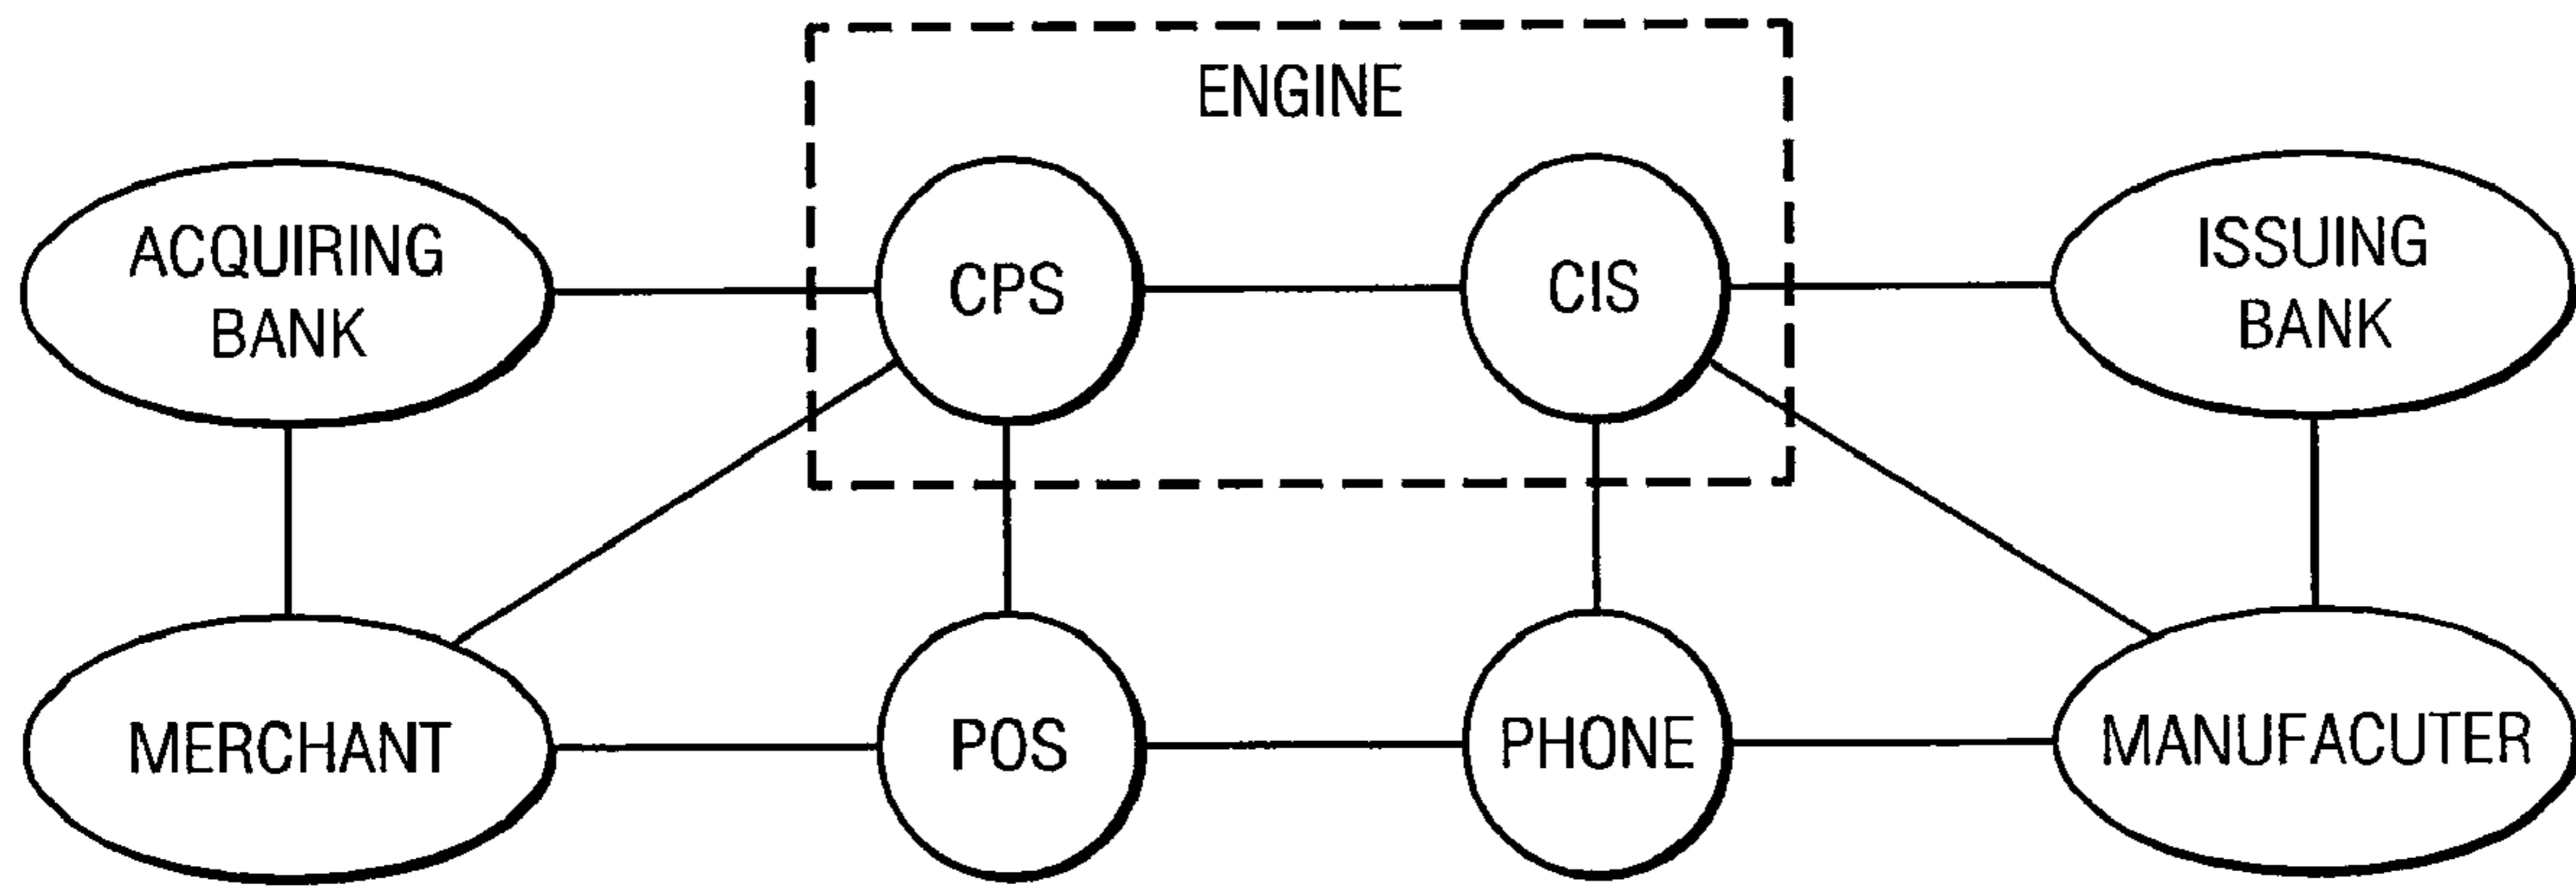 ENGINE
ACQUIRING
BANK
CPS
CIS
ISSUING
BANK
MERCHANT
POS
PHONE
MANUFACUTER